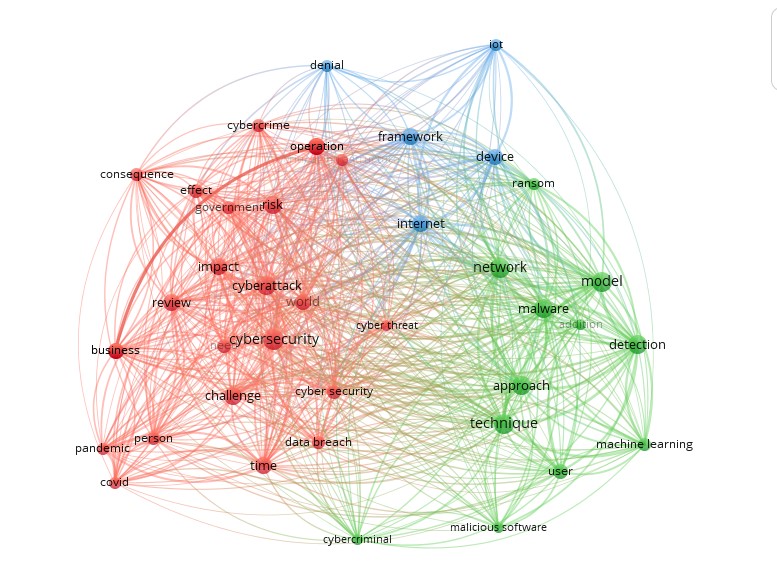 iot
denial
cybercrime
operation
framework
device
consequence
ransom
effect
government
risk
internet
impact
network
cyberattack
model
review
world
malware
cyber threat
addition
cybersecurity
need
detection
business
approach
challenge
cyber security
technique
person
data breach
machine learning
pandemic
time
user
covid
malicious software
cybercriminal